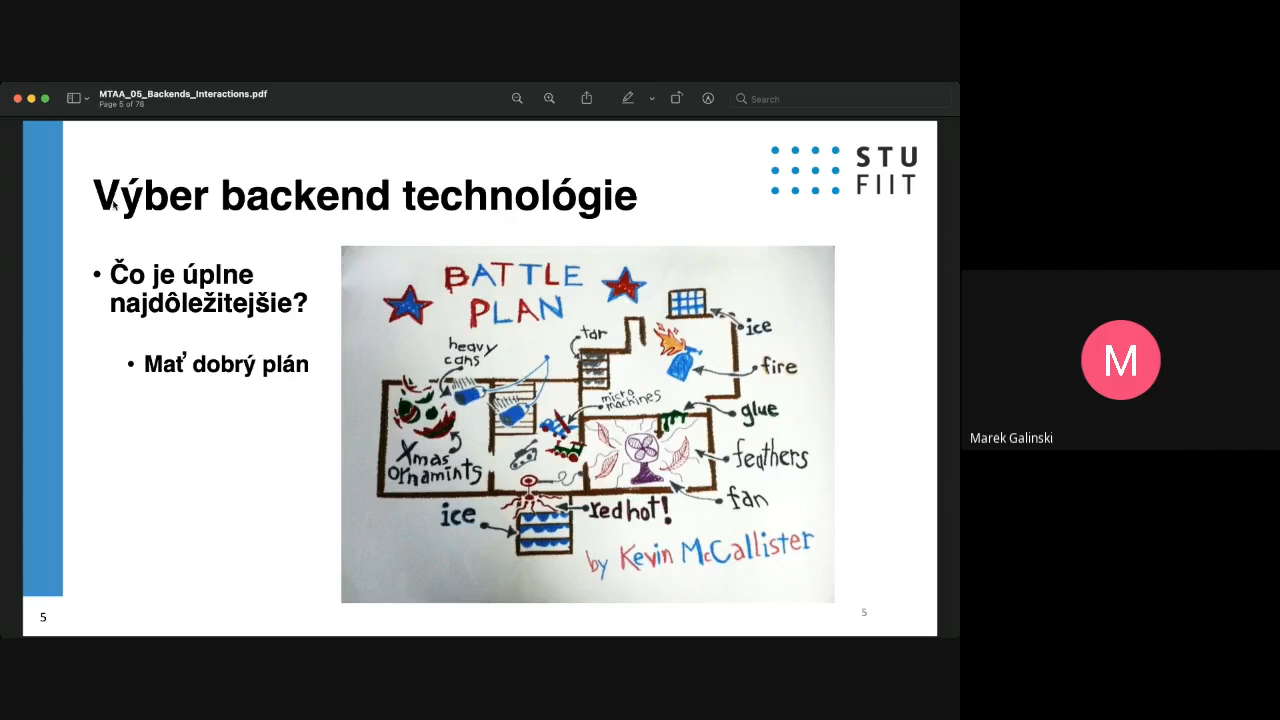 MTAA_05_Backends_Interactions.pdf
Page 5 of 78
Search
STU
FIIT
Výber backend technológie
• Čo je úplne
najdôležitejšie?
• Mať dobrý plán
BATTLE
PLAN
heavy
cans
tar
ice
fire
micro
machines
glue
Xmas
ornamints
feathers
fan
ice
red hot!
by Kevin McCallister
5
5
M
Marek Galinski